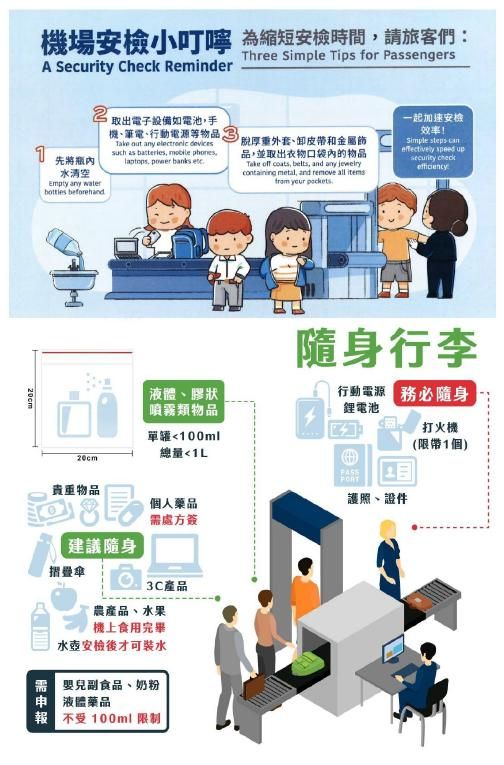 機場安檢小叮嚀
A Security Check Reminder
為縮短安檢時間，請旅客們：
Three Simple Tips for Passengers
1
先將瓶內
水清空
Empty any water
bottles beforehand.
2
取出電子設備如電池，手
機、筆電、行動電源等物品
Take out any electronic devices
such as batteries, mobile phones,
laptops, power banks etc.
3
脫厚重外套、卸皮帶和金屬飾
品，並取出衣物口袋內的物品
Take off coats, belts, and any jewelry
containing metal, and remove all items
from your pockets.
一起加速安檢
效率！
Simple steps can
effectively speed up
security check
efficiency!
隨身行李
20cm
20cm
液體、膠狀
噴霧類物品
單罐<100ml
總量<1L
行動電源
鋰電池
務必隨身
打火機
(限帶1個)
PASS
PORT
護照、證件
貴重物品
個人藥品
需處方簽
建議隨身
摺疊傘
3C產品
農產品、水果
機上食用完畢
水壺安檢後才可裝水
需申報
嬰兒副食品、奶粉
液體藥品
不受 100ml 限制